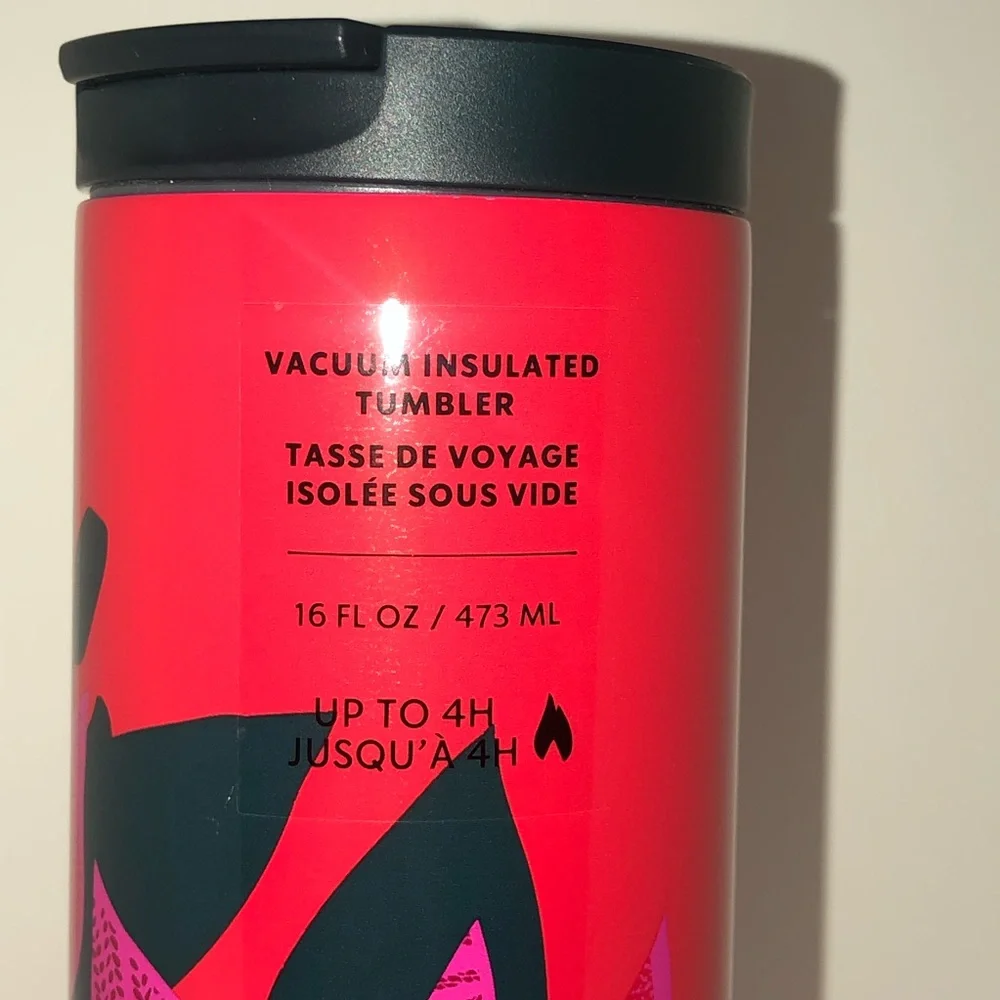 VACUUM INSULATED
TUMBLER
TASSE DE VOYAGE
ISOLÉE SOUS VIDE
16 FL OZ / 473 ML
UP TO 4H
JUSQU'À 4H